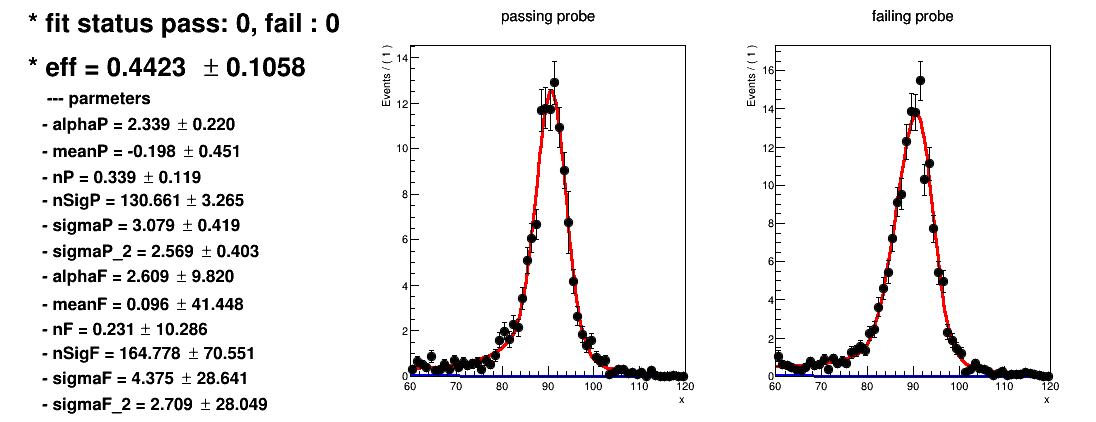 * fit status pass: 0, fail : 0
* eff = 0.4423 ± 0.1058
--- parmeters
- alphaP = 2.339 ± 0.220
- meanP = -0.198 ± 0.451
- nP = 0.339 ± 0.119
- nSigP = 130.661 ± 3.265
- sigmaP = 3.079 ± 0.419
- sigmaP_2 = 2.569 ± 0.403
- alphaF = 2.609 ± 9.820
- meanF = 0.096 ± 41.448
- nF = 0.231 ± 10.286
- nSigF = 164.778 ± 70.551
- sigmaF = 4.375 ± 28.641
- sigmaF_2 = 2.709 ± 28.049
passing probe
Events / ( 1 )
14
12
10
8
6
4
2
0
60 70 80 90 100 110 120
x
failing probe
Events / ( 1 )
16
14
12
10
8
6
4
2
0
60 70 80 90 100 110 120
x